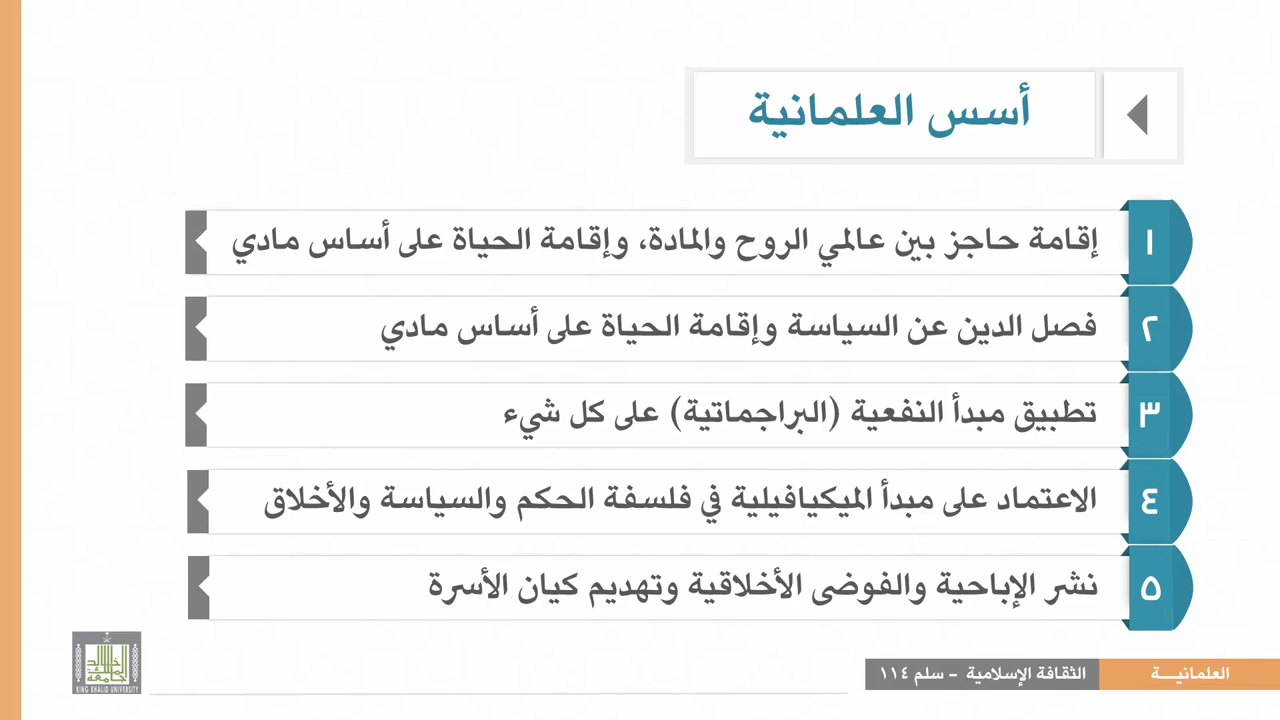 أسس العلمانية
١ إقامة حاجز بين عالمي الروح والمادة، وإقامة الحياة على أساس مادي
٢ فصل الدين عن السياسة وإقامة الحياة على أساس مادي
٣ تطبيق مبدأ النفعية (البراجماتية) على كل شيء
٤ الاعتماد على مبدأ الميكيافيلية في فلسفة الحكم والسياسة والأخلاق
٥ نشر الإباحية والفوضى الأخلاقية وتهديم كيان الأسرة
العلمانيـــة
الثقافة الإسلامية - سلم ١١٤
جامعة الملك خالد
KING KHALID UNIVERSITY